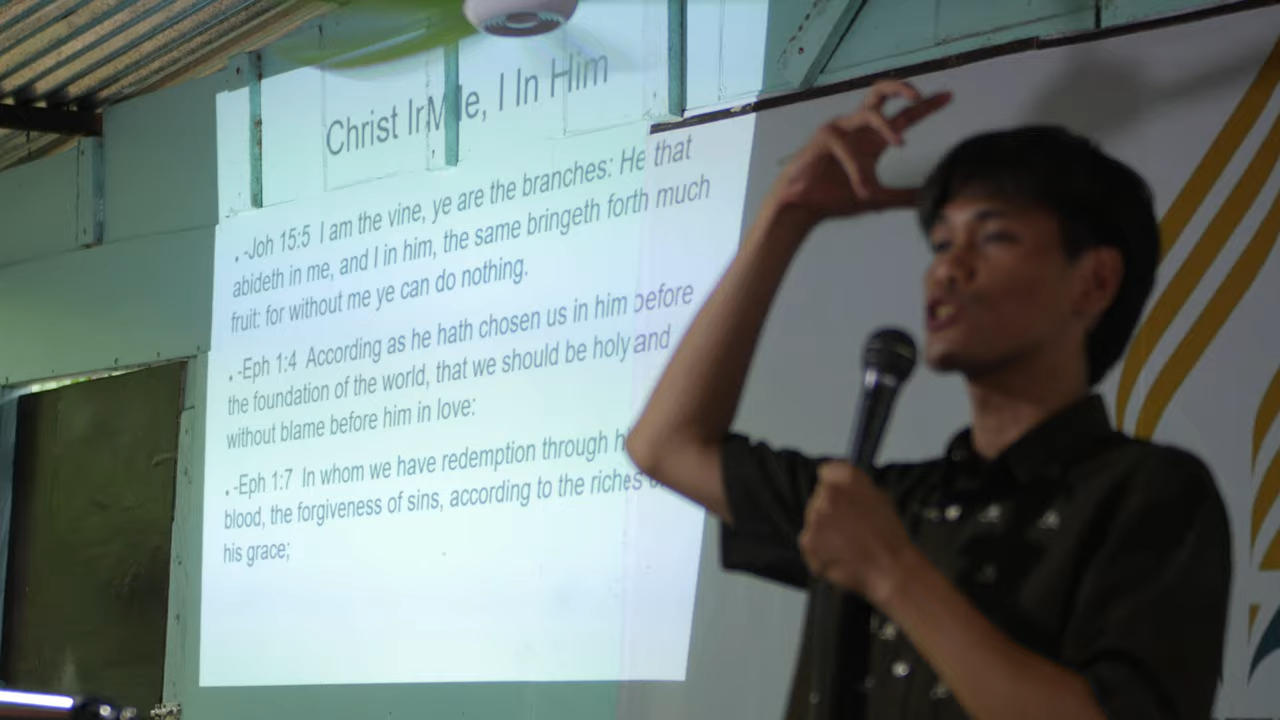 Christ In Me, I In Him
. -Joh 15:5 I am the vine, ye are the branches: He that
abideth in me, and I in him, the same bringeth forth much
fruit: for without me ye can do nothing.
. -Eph 1:4 According as he hath chosen us in him before
the foundation of the world, that we should be holy and
without blame before him in love:
. -Eph 1:7 In whom we have redemption through
blood, the forgiveness of sins, according to the riches
his grace;